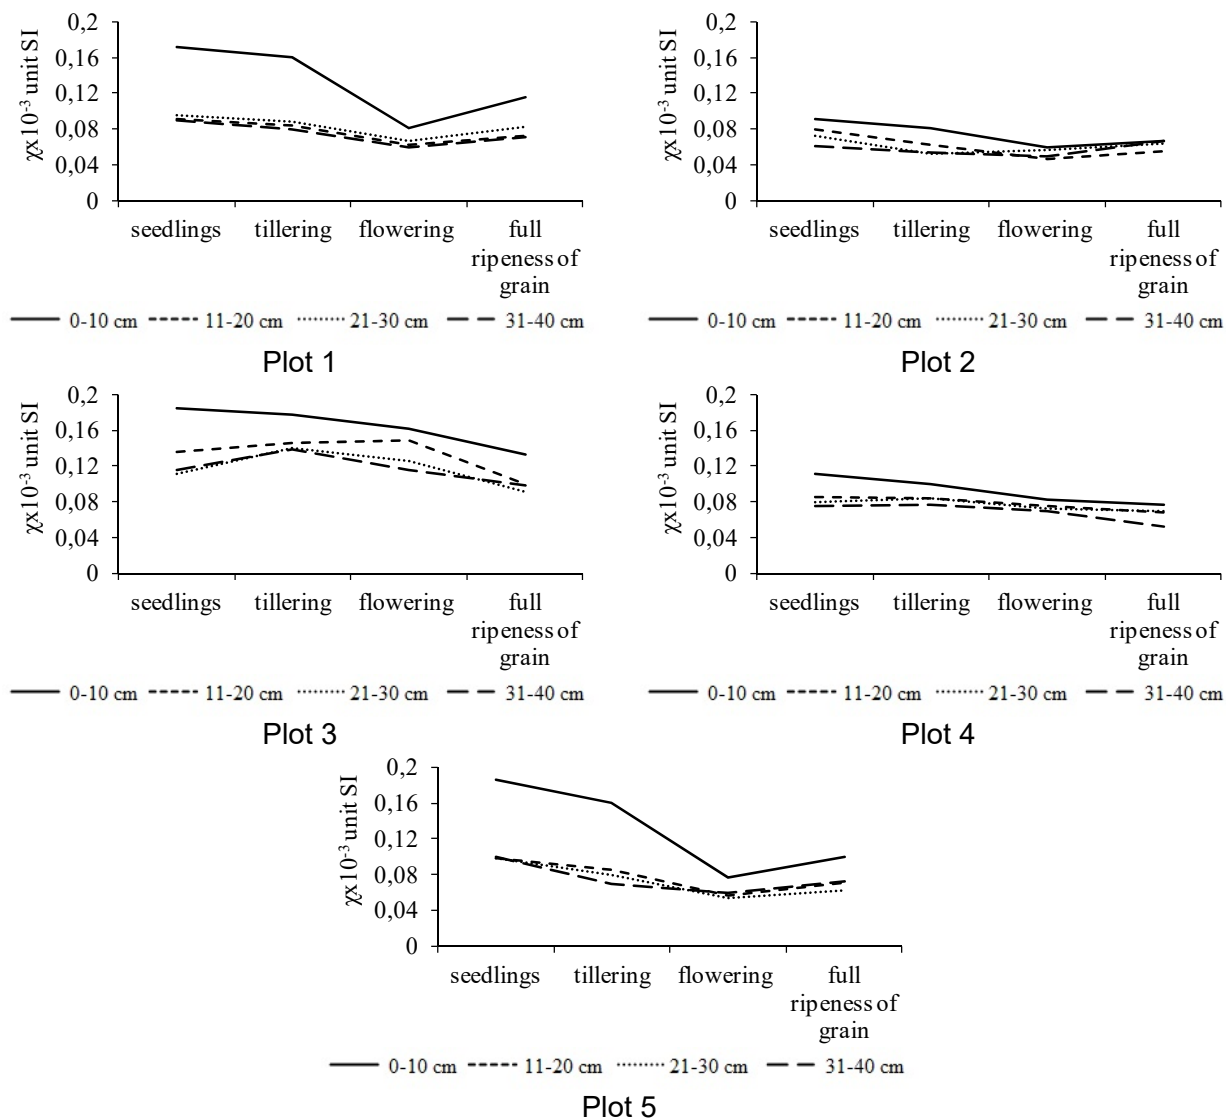 χx10⁻³ unit SI
0,2
0,16
0,12
0,08
0,04
0
seedlings tillering flowering full ripeness of grain
0-10 cm 11-20 cm 21-30 cm 31-40 cm
Plot 1
χx10⁻³ unit SI
0,2
0,16
0,12
0,08
0,04
0
seedlings tillering flowering full ripeness of grain
0-10 cm 11-20 cm 21-30 cm 31-40 cm
Plot 2
χx10⁻³ unit SI
0,2
0,16
0,12
0,08
0,04
0
seedlings tillering flowering full ripeness of grain
0-10 cm 11-20 cm 21-30 cm 31-40 cm
Plot 3
χx10⁻³ unit SI
0,2
0,16
0,12
0,08
0,04
0
seedlings tillering flowering full ripeness of grain
0-10 cm 11-20 cm 21-30 cm 31-40 cm
Plot 4
χx10⁻³ unit SI
0,2
0,16
0,12
0,08
0,04
0
seedlings tillering flowering full ripeness of grain
0-10 cm 11-20 cm 21-30 cm 31-40 cm
Plot 5